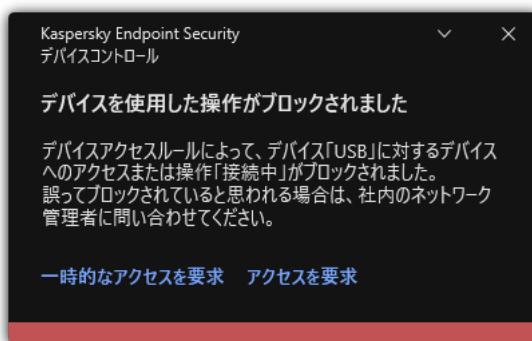 Kaspersky Endpoint Security
デバイスコントロール
デバイスを使用した操作がブロックされました
デバイスアクセスルールによって、デバイス「USB」に対するデバイス
へのアクセスまたは操作「接続中」がブロックされました。
誤ってブロックされていると思われる場合は、社内のネットワーク
管理者に問い合わせてください。
一時的なアクセスを要求 アクセスを要求